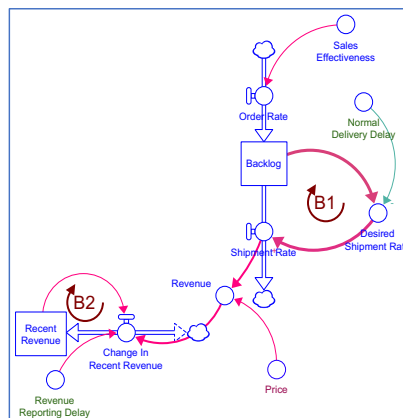 Sales
Effectiveness
Order Rate
Normal
Delivery Delay
Backlog
B1
Desired
Shipment Rat
Shipment Rate
Revenue
B2
Recent
Revenue
Change In
Recent Revenue
Revenue
Reporting Delay
Price